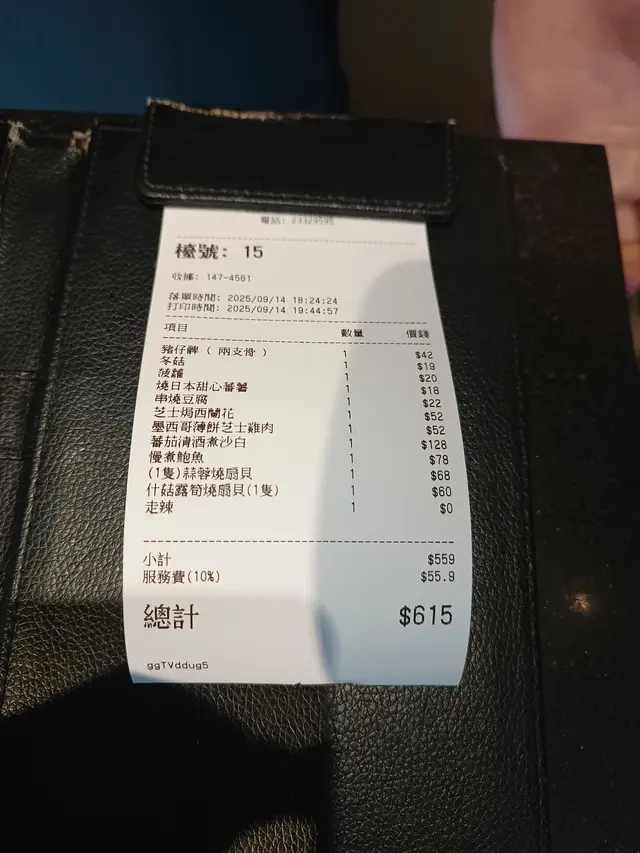 電話: 23329595
檯號: 15
收據: 147-4561
落單時間: 2025/09/14 18:24:24
打印時間: 2025/09/14 19:44:57
項目 數量 價錢
豬仔髀 ( 兩支骨 ) 1 $42
冬菇 1 $19
菠蘿 1 $20
燒日本甜心番薯 1 $18
串燒豆腐 1 $22
芝士焗西蘭花 1 $52
墨西哥薄餅芝士雞肉 1 $52
番茄清酒煮沙白 1 $128
慢煮鮑魚 1 $78
(1隻)蒜蓉燒扇貝 1 $68
什菇露筍燒扇貝(1隻) 1 $60
走辣 1 $0
小計 $559
服務費(10%) $55.9
總計 $615
ggTVddug5